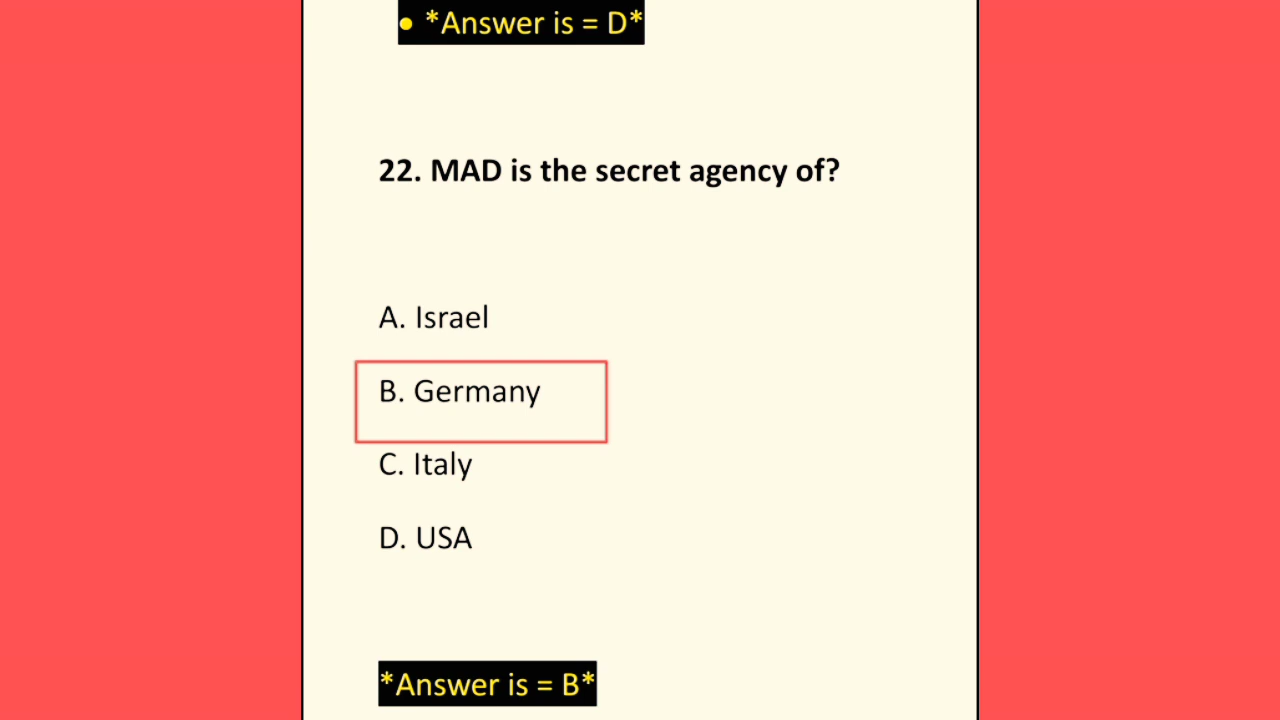 • *Answer is = D*
22. MAD is the secret agency of?
A. Israel
B. Germany
C. Italy
D. USA
*Answer is = B*